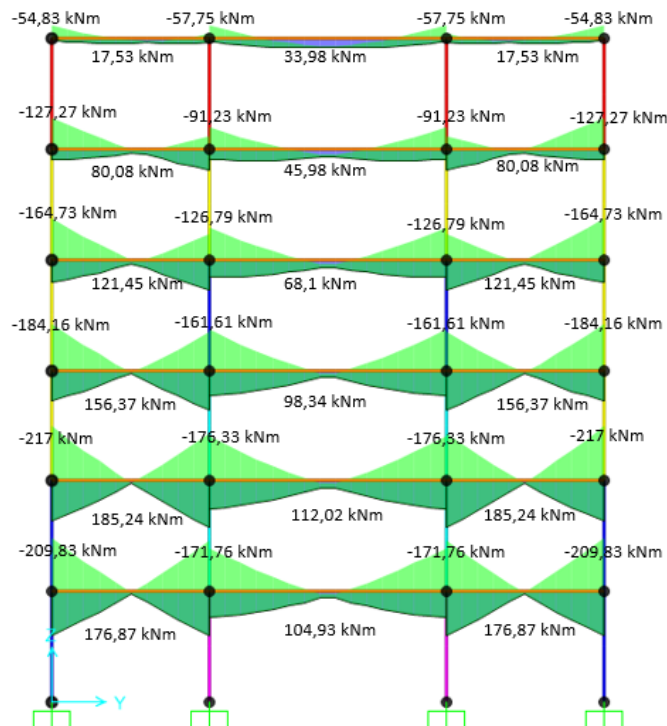 -54,83 kNm -57,75 kNm -57,75 kNm -54,83 kNm
17,53 kNm 33,98 kNm 17,53 kNm
-127,27 kNm -91,23 kNm -91,23 kNm -127,27 kNm
80,08 kNm 45,98 kNm 80,08 kNm
-164,73 kNm -126,79 kNm -126,79 kNm -164,73 kNm
121,45 kNm 68,1 kNm 121,45 kNm
-184,16 kNm -161,61 kNm -161,61 kNm -184,16 kNm
156,37 kNm 98,34 kNm 156,37 kNm
-217 kNm -176,33 kNm -176,33 kNm -217 kNm
185,24 kNm 112,02 kNm 185,24 kNm
-209,83 kNm -171,76 kNm -171,76 kNm -209,83 kNm
176,87 kNm 104,93 kNm 176,87 kNm
Z
Y